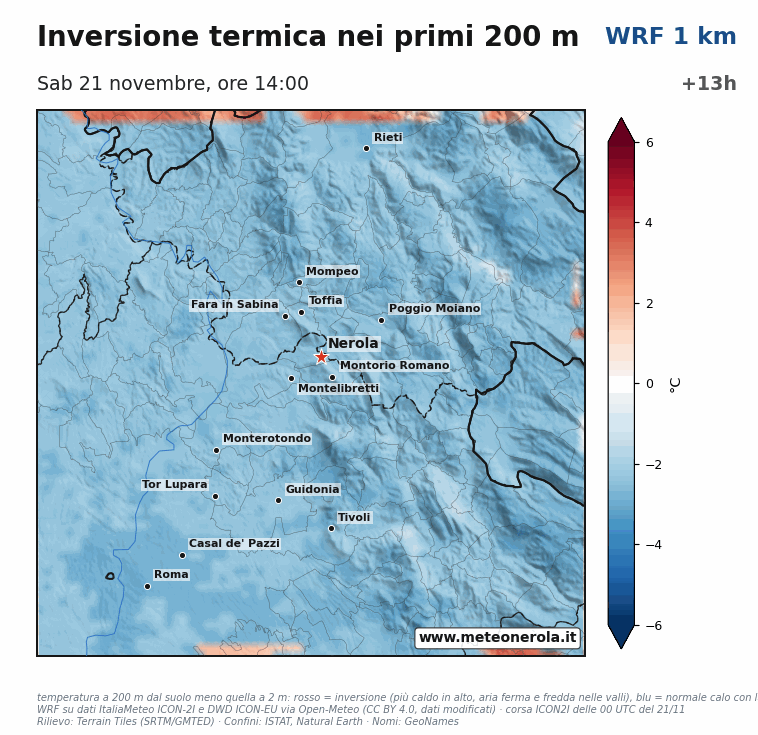 Inversione termica nei primi 200 m
WRF 1 km
Sab 21 novembre, ore 14:00
+13h
Rieti
Mompeo
Toffia
Fara in Sabina
Poggio Moiano
Nerola
Montorio Romano
Montelibretti
Monterotondo
Tor Lupara
Guidonia
Tivoli
Casal de' Pazzi
Roma
www.meteonerola.it
6
4
2
0
−2
−4
−6
°C
temperatura a 200 m dal suolo meno quella a 2 m: rosso = inversione (più caldo in alto, aria ferma e fredda nelle valli), blu = normale calo con l
WRF su dati ItaliaMeteo ICON-2I e DWD ICON-EU via Open-Meteo (CC BY 4.0, dati modificati) · corsa ICON2I delle 00 UTC del 21/11
Rilievo: Terrain Tiles (SRTM/GMTED) · Confini: ISTAT, Natural Earth · Nomi: GeoNames